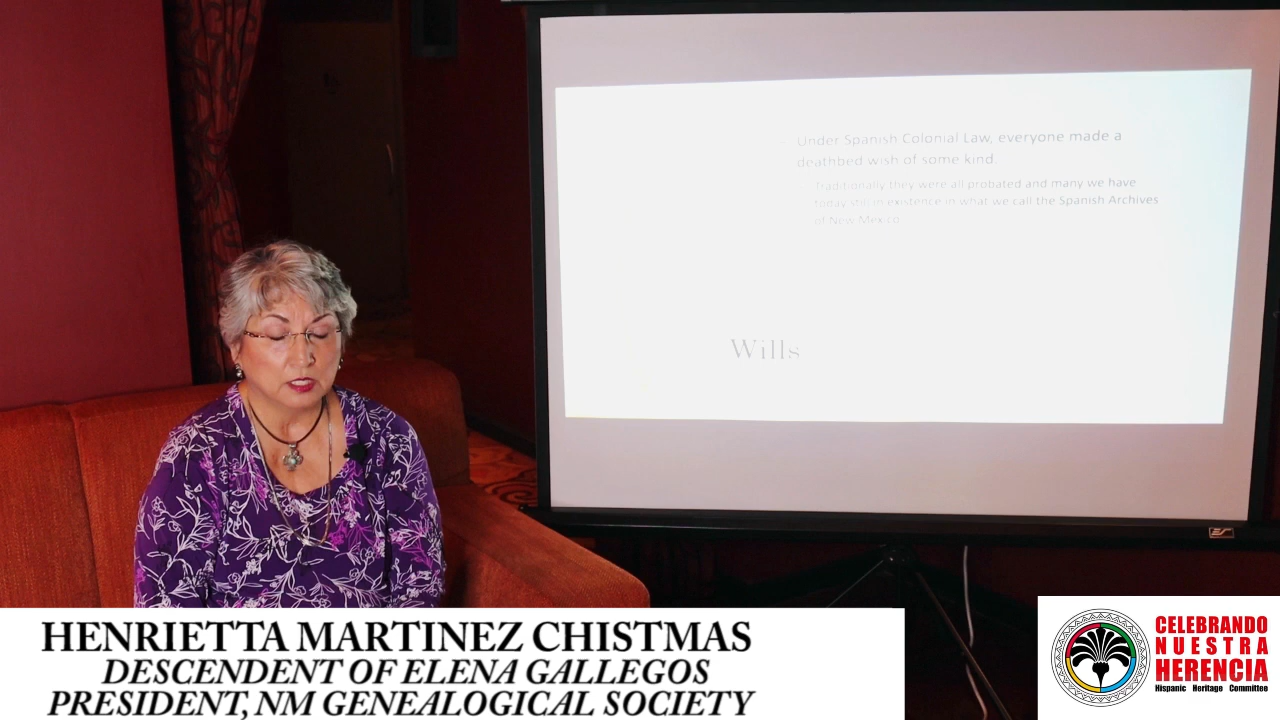 Under Spanish Colonial Law, everyone made a
deathbed wish of some kind.
Traditionally they were all probated and many we have
today still in existence in what we call the Spanish Archives
of New Mexico
Wills
HENRIETTA MARTINEZ CHISTMAS
DESCENDENT OF ELENA GALLEGOS
PRESIDENT, NM GENEALOGICAL SOCIETY
CELEBRANDO
NUESTRA
HERENCIA
Hispanic Heritage Committee